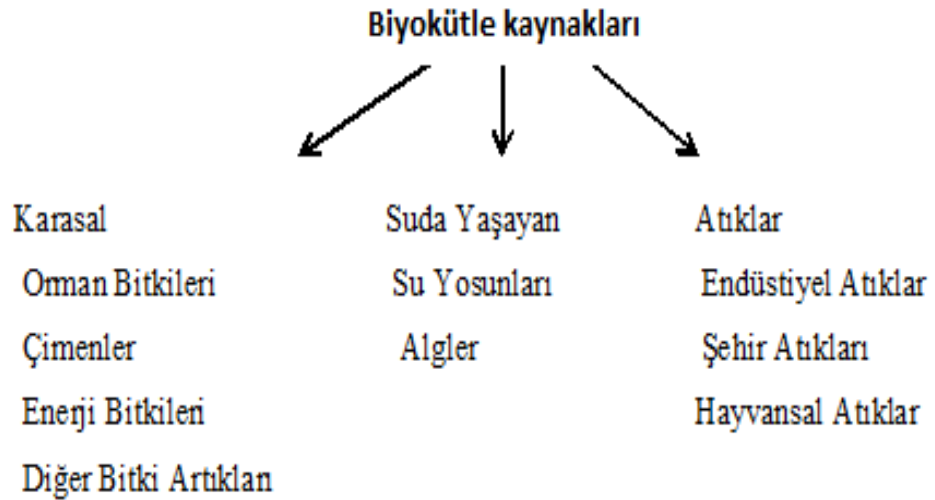 Biyokütle kaynakları
Karasal
Orman Bitkileri
Çimenler
Enerji Bitkileri
Diğer Bitki Artıkları
Suda Yaşayan
Su Yosunları
Algler
Atıklar
Endüstiyel Atıklar
Şehir Atıkları
Hayvansal Atıklar